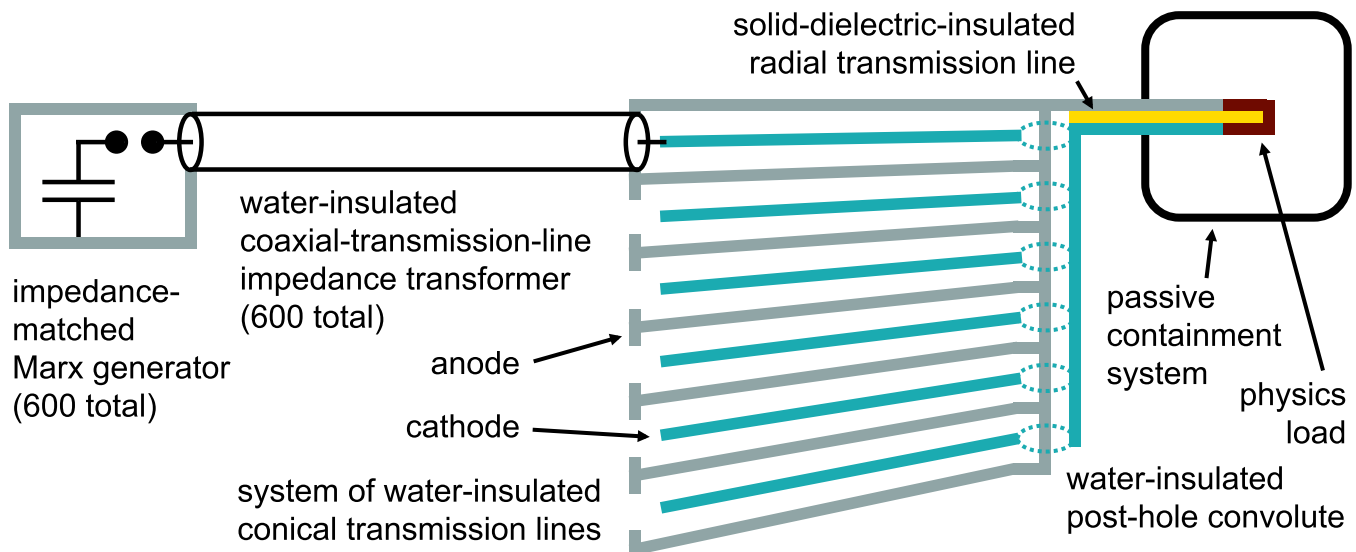 solid-dielectric-insulated
radial transmission line
water-insulated
coaxial-transmission-line
impedance transformer
(600 total)
impedance-
matched
Marx generator
(600 total)
anode
cathode
system of water-insulated
conical transmission lines
passive
containment
system
physics
load
water-insulated
post-hole convolute